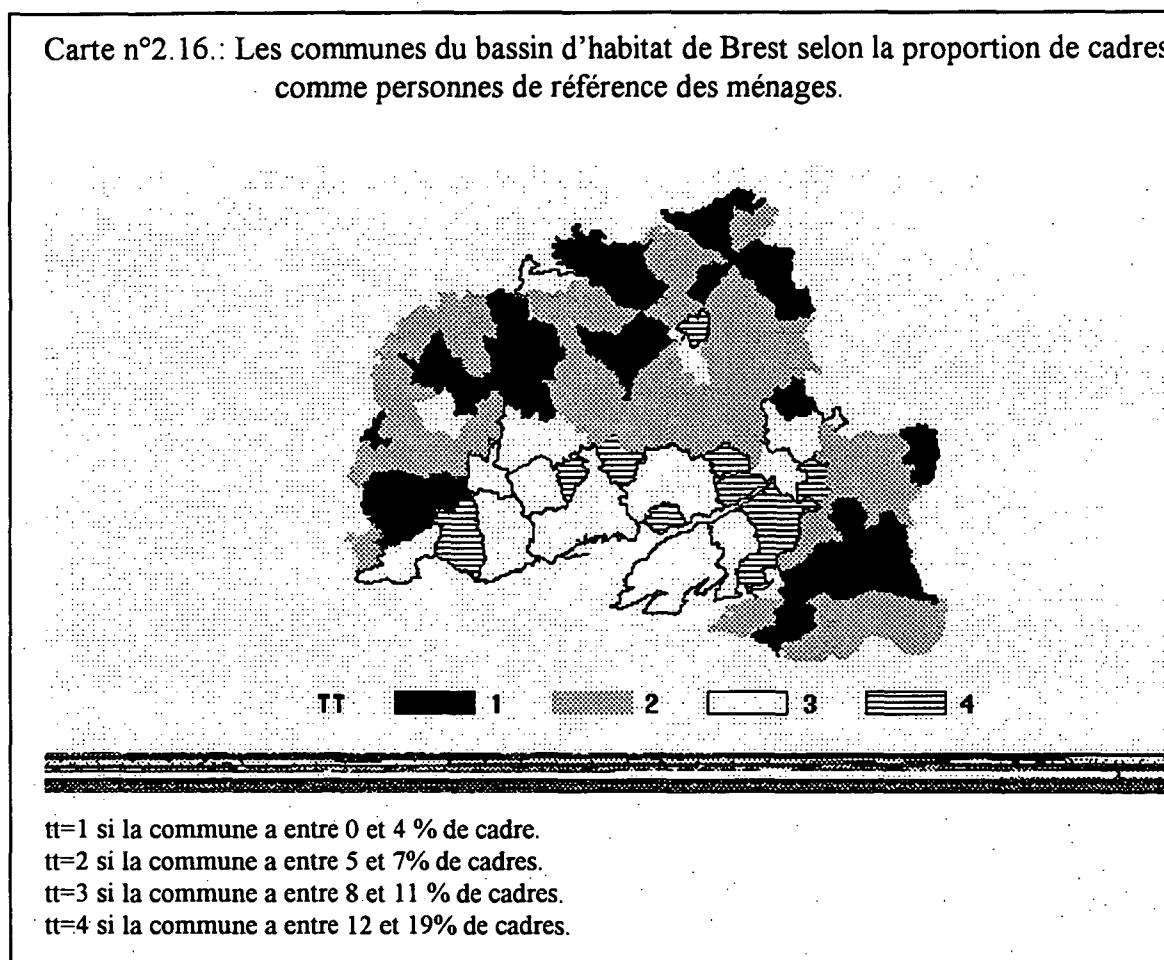 Carte n°2.16.: Les communes du bassin d'habitat de Brest selon la proportion de cadres
comme personnes de référence des ménages.
TT 1 2 3 4
tt=1 si la commune a entre 0 et 4 % de cadre.
tt=2 si la commune a entre 5 et 7% de cadres.
tt=3 si la commune a entre 8 et 11 % de cadres.
tt=4 si la commune a entre 12 et 19% de cadres.